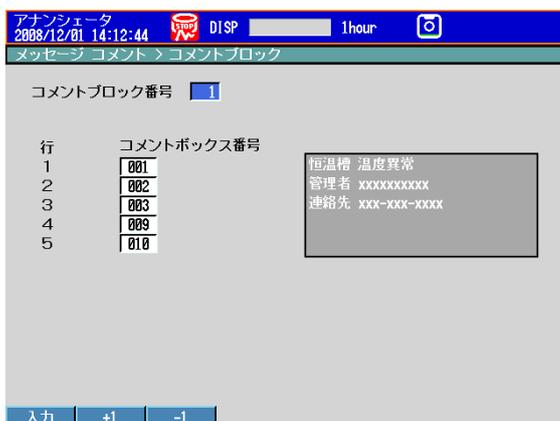 アナンシェータ
2008/12/01 14:12:44 STOP DISP 1hour
メッセージ コメント > コメントブロック
コメントブロック番号 1
行 コメントボックス番号
1 001
2 002
3 003
4 009
5 010
恒温槽 温度異常
管理者 xxxxxxxxxx
連絡先 xxx-xxx-xxxx
入力 +1 -1